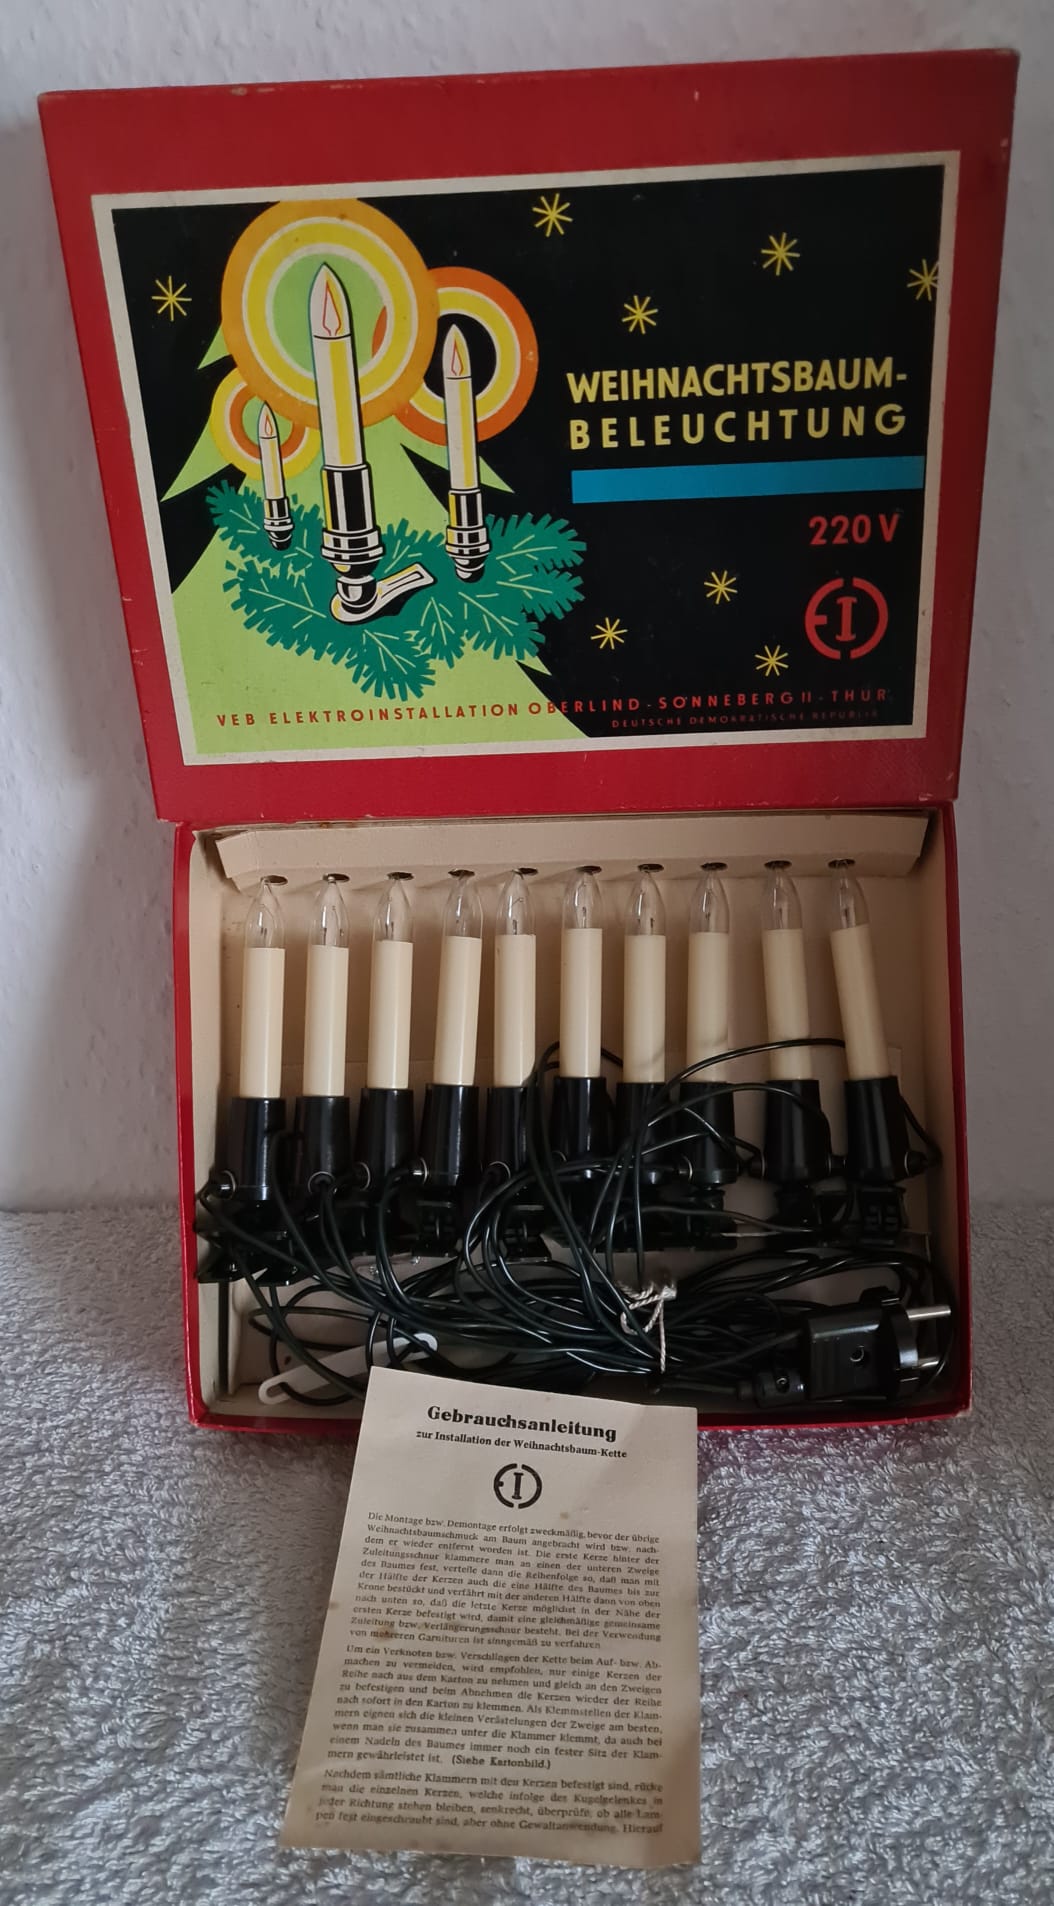 WEIHNACHTSBAUM-
BELEUCHTUNG
220 V
EI
VEB ELEKTROINSTALLATION OBERLIND - SONNEBERG II - THÜR.
DEUTSCHE DEMOKRATISCHE REPUBLIK
Gebrauchsanleitung
zur Installation der Weihnachtsbaum-Kette
EI
Die Montage bzw. Demontage erfolgt zweckmäßig, bevor der übrige
Weihnachtsbaumschmuck am Baum angebracht wird bzw. nach-
dem er wieder entfernt worden ist. Die erste Kerze hinter der
Zuleitungsschnur klammere man an einen der unteren Zweige
des Baumes fest, verteile dann die Reihenfolge so, daß man mit
der Hälfte der Kerzen auch die eine Hälfte des Baumes bis zur
Krone bestückt und verfährt mit der anderen Hälfte dann von oben
nach unten so, daß die letzte Kerze möglichst in der Nähe der
ersten Kerze befestigt wird, damit eine gleichmäßige gemeinsame
Zuleitung bzw. Verlängerungsschnur besteht. Bei der Verwendung
von mehreren Garnituren ist sinngemäß zu verfahren.
Um ein Verknoten bzw. Verschlingen der Kette beim Auf- bzw. Ab-
machen zu vermeiden, wird empfohlen, nur einige Kerzen der
Reihe nach aus dem Karton zu nehmen und gleich an den Zweigen
zu befestigen und beim Abnehmen die Kerzen wieder der Reihe
nach sofort in den Karton zu klemmen. Als Klemmstellen der Klam-
mern eignen sich die kleinen Verästelungen der Zweige am besten,
wenn man sie zusammen unter die Klammer klemmt, da auch bei
einem Nadeln des Baumes immer noch ein fester Sitz der Klam-
mern gewährleistet ist. (Siehe Kartonbild.)
Nachdem sämtliche Klammern mit den Kerzen befestigt sind, rücke
man die einzelnen Kerzen, welche infolge des Kugelgelenkes in
jeder Richtung stehen bleiben, senkrecht, überprüfe, ob alle Lam-
pen fest eingeschraubt sind, aber ohne Gewaltanwendung. Hierauf